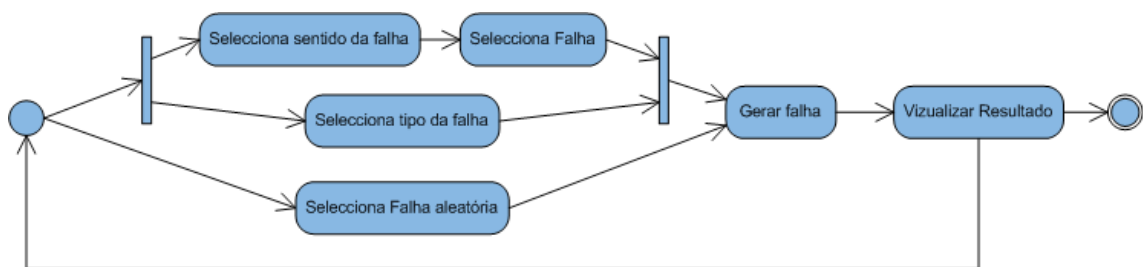 Selecciona sentido da falha
Selecciona Falha
Selecciona tipo da falha
Gerar falha
Vizualizar Resultado
Selecciona Falha aleatória